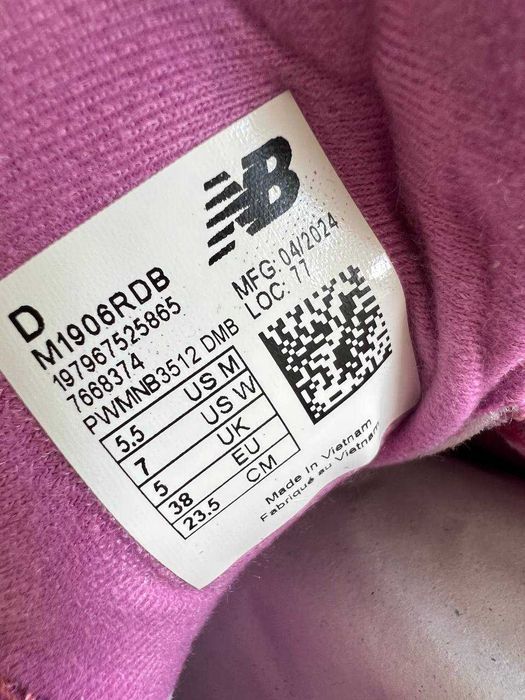 NB
MFG: 04/2024
LOC: 77
D
M1906RDB
197967525865
7668374
PWMNB3512 DMB
5.5 US M
7 US W
5 UK
38 EU
23.5 CM
Made In Vietnam
Fabriqué au Vietnam